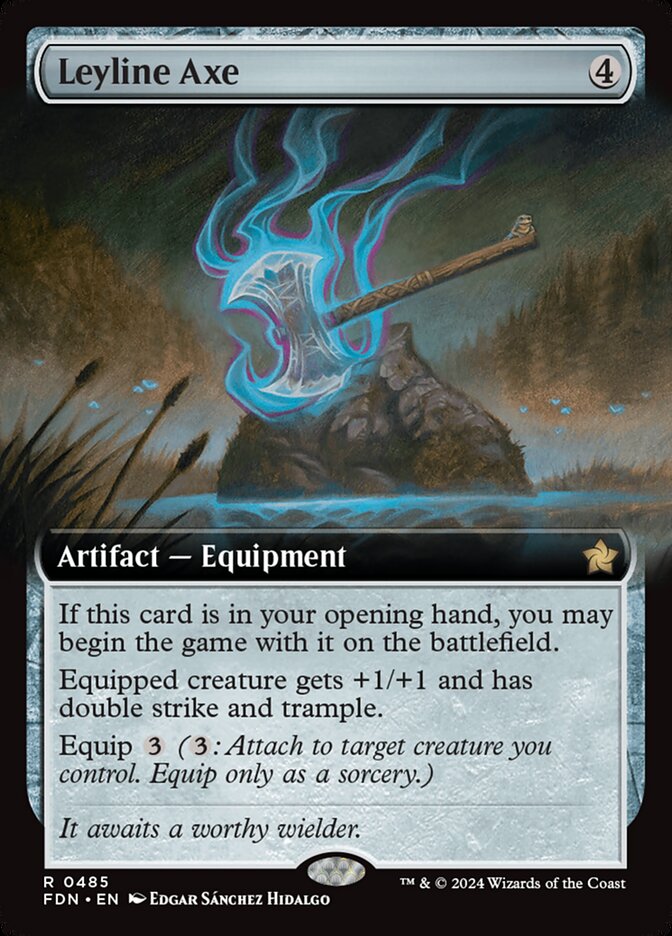 Leyline Axe 4
Artifact — Equipment
If this card is in your opening hand, you may
begin the game with it on the battlefield.
Equipped creature gets +1/+1 and has
double strike and trample.
Equip 3 (3: Attach to target creature you
control. Equip only as a sorcery.)
It awaits a worthy wielder.
R 0485
FDN • EN Edgar Sánchez Hidalgo
™ & © 2024 Wizards of the Coast